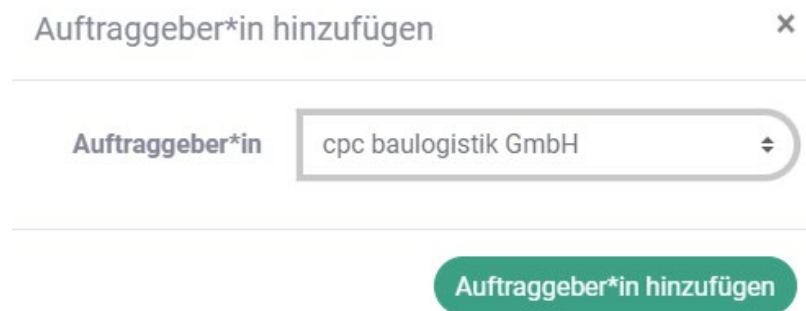 Auftraggeber*in hinzufügen ×
Auftraggeber*in cpc baulogistik GmbH
Auftraggeber*in hinzufügen